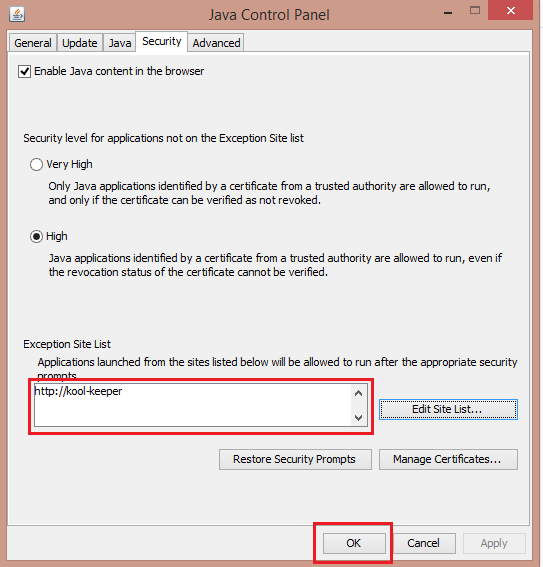 Java Control Panel
General Update Java Security Advanced
Enable Java content in the browser
Security level for applications not on the Exception Site list
Very High
Only Java applications identified by a certificate from a trusted authority are allowed to run,
and only if the certificate can be verified as not revoked.
High
Java applications identified by a certificate from a trusted authority are allowed to run, even if
the revocation status of the certificate cannot be verified.
Exception Site List
Applications launched from the sites listed below will be allowed to run after the appropriate security
prompts.
http://kool-keeper
Edit Site List...
Restore Security Prompts Manage Certificates...
OK Cancel Apply